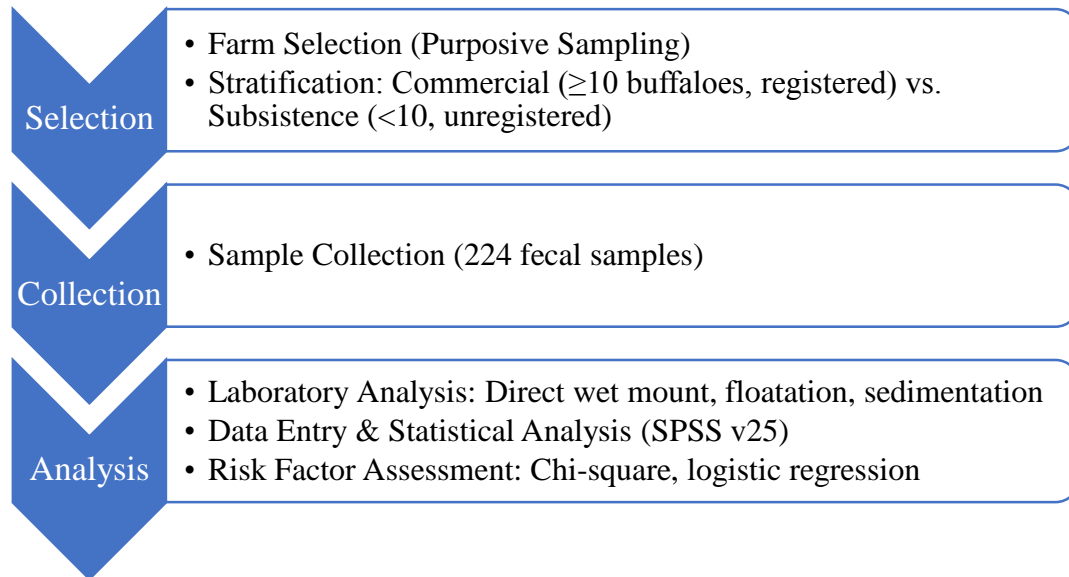 Selection
• Farm Selection (Purposive Sampling)
• Stratification: Commercial (≥10 buffaloes, registered) vs.
Subsistence (<10, unregistered)
Collection
• Sample Collection (224 fecal samples)
Analysis
• Laboratory Analysis: Direct wet mount, floatation, sedimentation
• Data Entry & Statistical Analysis (SPSS v25)
• Risk Factor Assessment: Chi-square, logistic regression